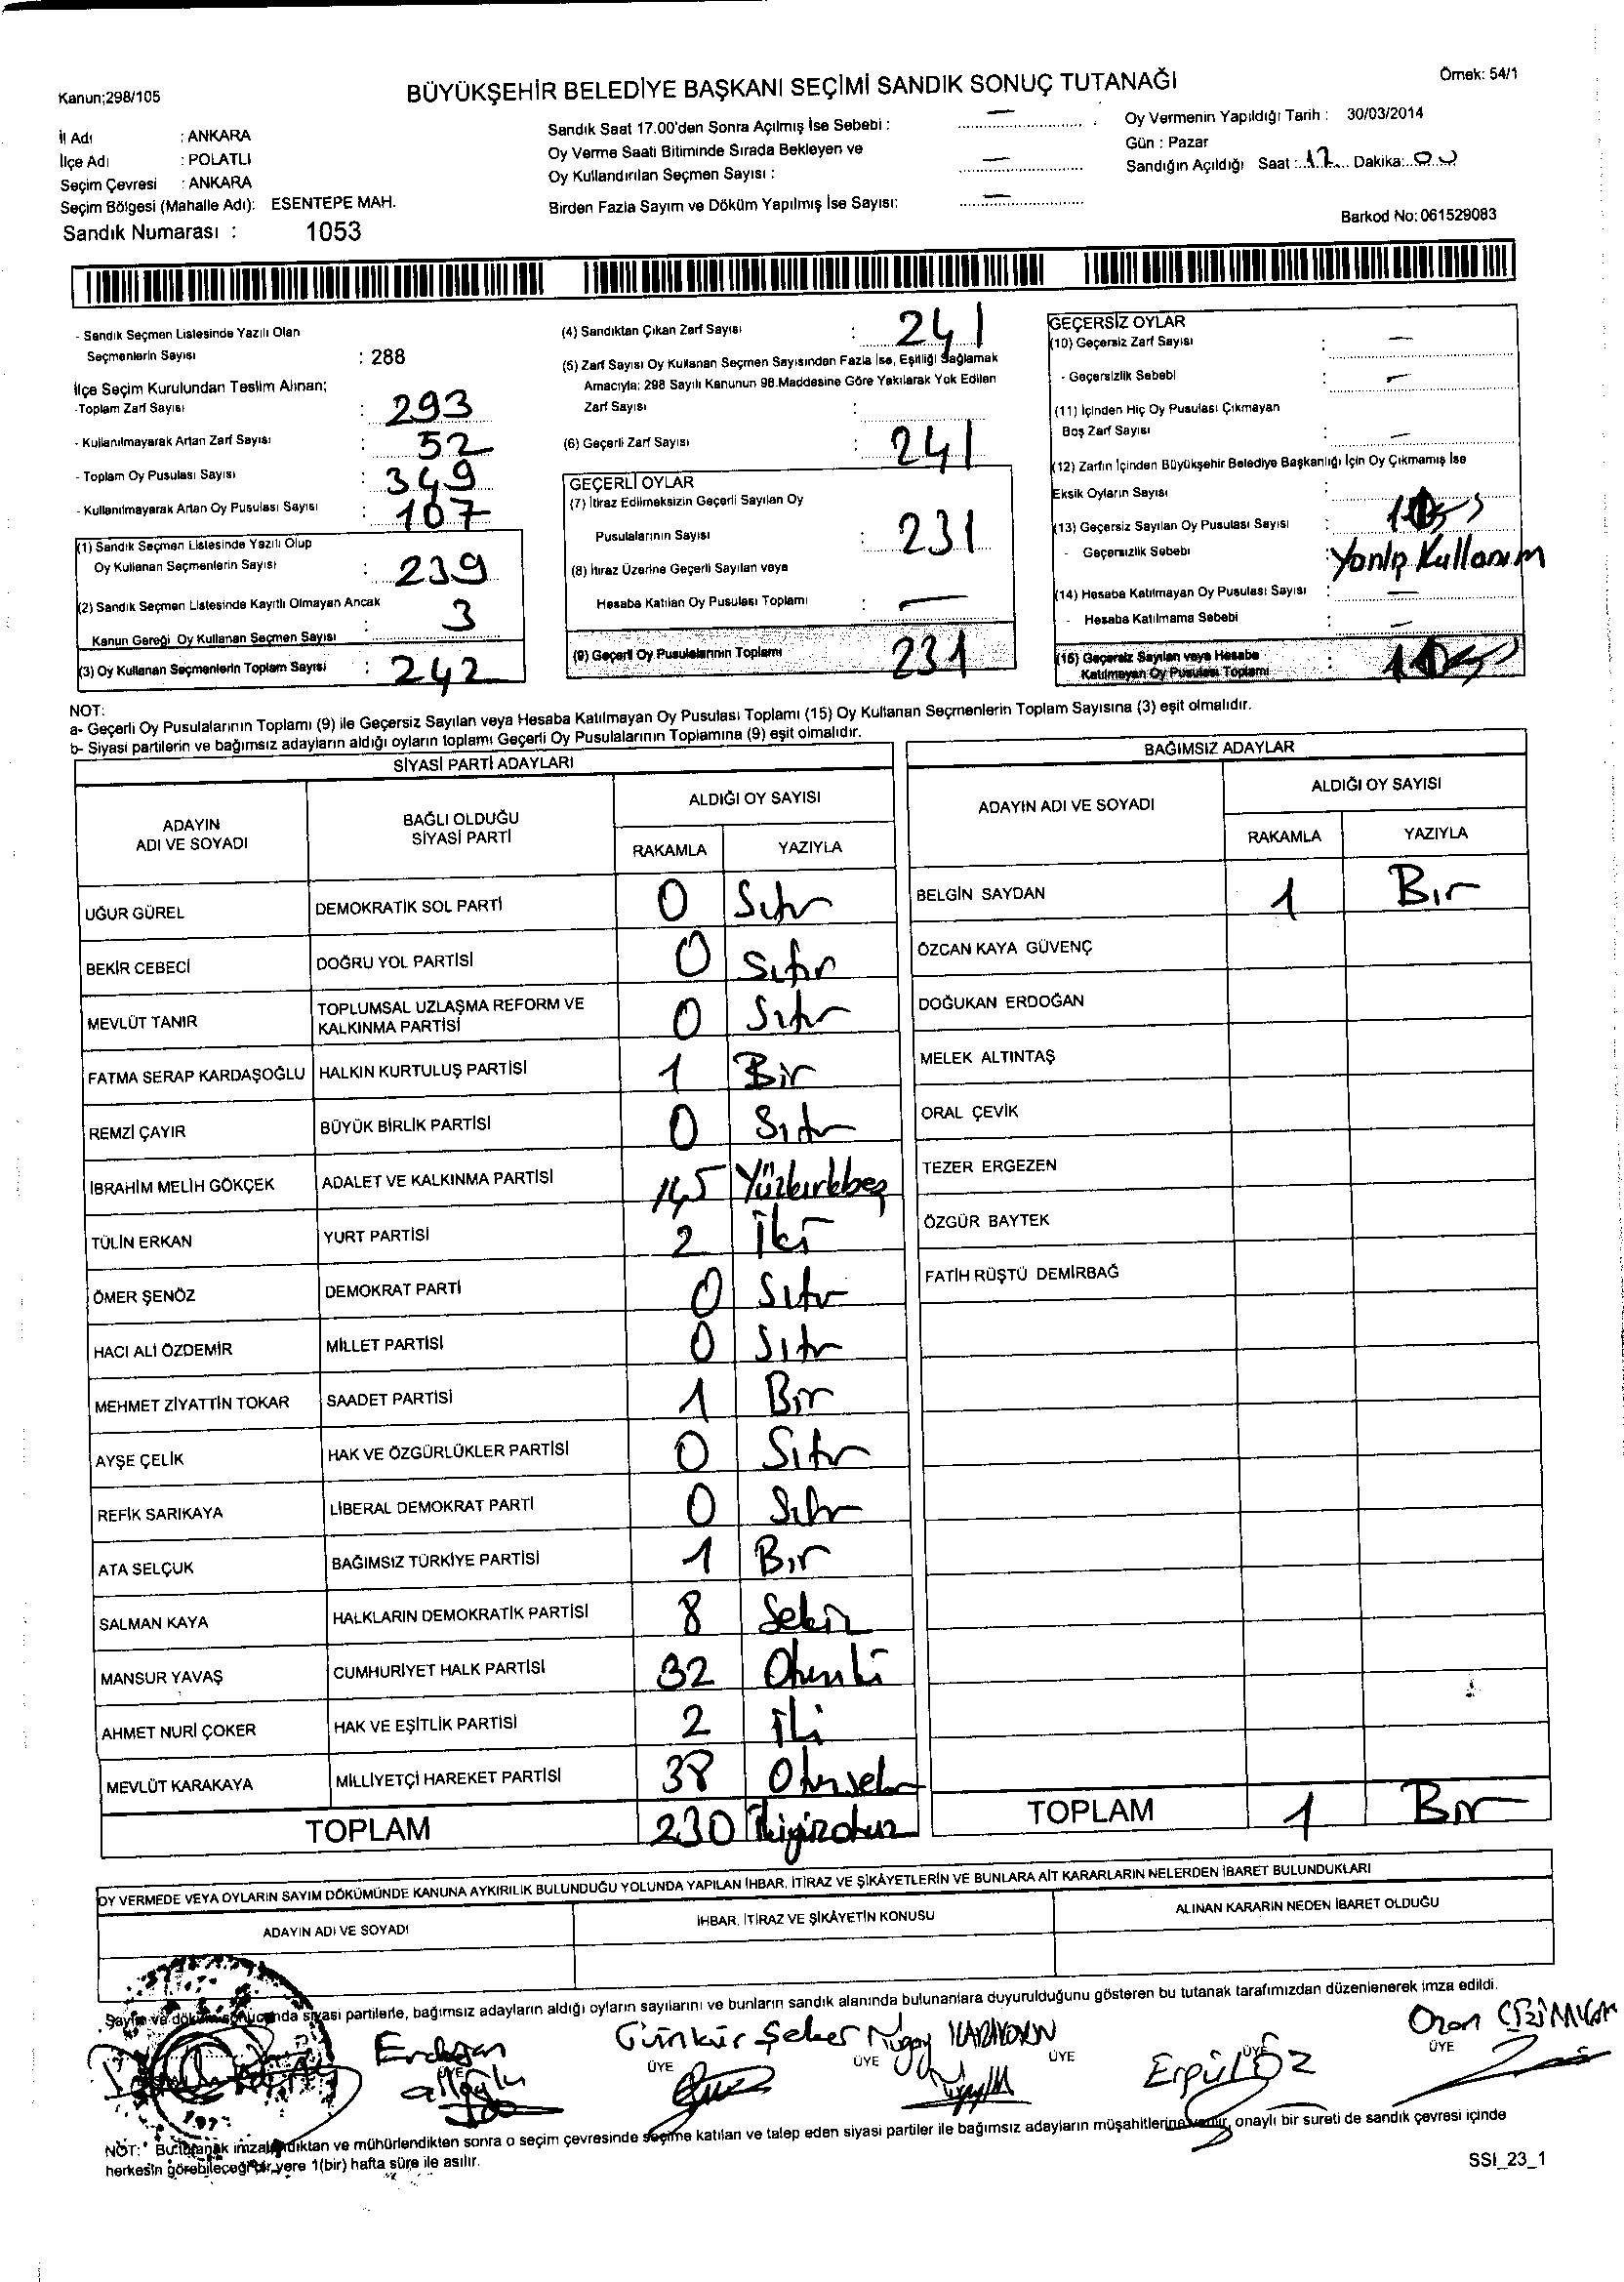 Kanun;298/105
BÜYÜKŞEHİR BELEDİYE BAŞKANI SEÇİMİ SANDIK SONUÇ TUTANAĞI
Örnek: 54/1
İl Adı : ANKARA
İlçe Adı : POLATLI
Seçim Çevresi : ANKARA
Seçim Bölgesi (Mahalle Adı): ESENTEPE MAH.
Sandık Numarası : 1053
Sandık Saat 17.00'den Sonra Açılmış İse Sebebi : —
Oy Verme Saati Bitiminde Sırada Bekleyen ve
Oy Kullandırılan Seçmen Sayısı : —
Birden Fazla Sayım ve Döküm Yapılmış İse Sayısı: —
Oy Vermenin Yapıldığı Tarih : 30/03/2014
Gün : Pazar
Sandığın Açıldığı Saat : 17 Dakika: 00
Barkod No: 061529083
- Sandık Seçmen Listesinde Yazılı Olan
Seçmenlerin Sayısı : 288
İlçe Seçim Kurulundan Teslim Alınan;
-Toplam Zarf Sayısı : 293
- Kullanılmayarak Artan Zarf Sayısı : 52
- Toplam Oy Pusulası Sayısı : 349
- Kullanılmayarak Artan Oy Pusulası Sayısı : 107
(1) Sandık Seçmen Listesinde Yazılı Olup
Oy Kullanan Seçmenlerin Sayısı : 239
(2) Sandık Seçmen Listesinde Kayıtlı Olmayan Ancak
Kanun Gereği Oy Kullanan Seçmen Sayısı : 3
(3) Oy Kullanan Seçmenlerin Toplam Sayısı : 242
(4) Sandıktan Çıkan Zarf Sayısı : 241
(5) Zarf Sayısı Oy Kullanan Seçmen Sayısından Fazla İse, Eşitliği Sağlamak
Amacıyla; 298 Sayılı Kanunun 98.Maddesine Göre Yakılarak Yok Edilen
Zarf Sayısı :
(6) Geçerli Zarf Sayısı : 241
GEÇERLİ OYLAR
(7) İtiraz Edilmeksizin Geçerli Sayılan Oy
Pusulalarının Sayısı : 231
(8) İtiraz Üzerine Geçerli Sayılan veya
Hesaba Katılan Oy Pusulası Toplamı : —
(9) Geçerli Oy Pusulalarının Toplamı 231
GEÇERSİZ OYLAR
(10) Geçersiz Zarf Sayısı : —
- Geçersizlik Sebebi : —
(11) İçinden Hiç Oy Pusulası Çıkmayan
Boş Zarf Sayısı : —
(12) Zarfın İçinden Büyükşehir Belediye Başkanlığı İçin Oy Çıkmamış İse
Eksik Oyların Sayısı :
(13) Geçersiz Sayılan Oy Pusulası Sayısı :
- Geçersizlik Sebebi : Yanlış Kullanım
(14) Hesaba Katılmayan Oy Pusulası Sayısı : —
- Hesaba Katılmama Sebebi : —
(15) Geçersiz Sayılan veya Hesaba
Katılmayan Oy Pusulası Toplamı :
NOT:
a- Geçerli Oy Pusulalarının Toplamı (9) ile Geçersiz Sayılan veya Hesaba Katılmayan Oy Pusulası Toplamı (15) Oy Kullanan Seçmenlerin Toplam Sayısına (3) eşit olmalıdır.
b- Siyasi partilerin ve bağımsız adayların aldığı oyların toplamı Geçerli Oy Pusulalarının Toplamına (9) eşit olmalıdır.
SİYASİ PARTİ ADAYLARI
ADAYIN ADI VE SOYADI
BAĞLI OLDUĞU SİYASİ PARTİ
ALDIĞI OY SAYISI
RAKAMLA YAZIYLA
UĞUR GÜREL DEMOKRATİK SOL PARTİ 0 Sıfır
BEKİR CEBECİ DOĞRU YOL PARTİSİ 0 Sıfır
MEVLÜT TANIR TOPLUMSAL UZLAŞMA REFORM VE KALKINMA PARTİSİ 0 Sıfır
FATMA SERAP KARDAŞOĞLU HALKIN KURTULUŞ PARTİSİ 1 Bir
REMZİ ÇAYIR BÜYÜK BİRLİK PARTİSİ 0 Sıfır
İBRAHİM MELİH GÖKÇEK ADALET VE KALKINMA PARTİSİ 145 Yüzkırkbeş
TÜLİN ERKAN YURT PARTİSİ 2 İki
ÖMER ŞENÖZ DEMOKRAT PARTİ 0 Sıfır
HACI ALİ ÖZDEMİR MİLLET PARTİSİ 0 Sıfır
MEHMET ZİYATTİN TOKAR SAADET PARTİSİ 1 Bir
AYŞE ÇELİK HAK VE ÖZGÜRLÜKLER PARTİSİ 0 Sıfır
REFİK SARIKAYA LİBERAL DEMOKRAT PARTİ 0 Sıfır
ATA SELÇUK BAĞIMSIZ TÜRKİYE PARTİSİ 1 Bır
SALMAN KAYA HALKLARIN DEMOKRATİK PARTİSİ 8 Sekiz
MANSUR YAVAŞ CUMHURİYET HALK PARTİSİ 32 Otuziki
AHMET NURİ ÇOKER HAK VE EŞİTLİK PARTİSİ 2 İki
MEVLÜT KARAKAYA MİLLİYETÇİ HAREKET PARTİSİ 38 Otuzsekiz
TOPLAM 230 İkiyüzotuz
BAĞIMSIZ ADAYLAR
ADAYIN ADI VE SOYADI
ALDIĞI OY SAYISI
RAKAMLA YAZIYLA
BELGİN SAYDAN 1 Bır
ÖZCAN KAYA GÜVENÇ
DOĞUKAN ERDOĞAN
MELEK ALTINTAŞ
ORAL ÇEVİK
TEZER ERGEZEN
ÖZGÜR BAYTEK
FATİH RÜŞTÜ DEMİRBAĞ
TOPLAM 1 Bır
OY VERMEDE VEYA OYLARIN SAYIM DÖKÜMÜNDE KANUNA AYKIRILIK BULUNDUĞU YOLUNDA YAPILAN İHBAR, İTİRAZ VE ŞİKÂYETLERİN VE BUNLARA AİT KARARLARIN NELERDEN İBARET BULUNDUKLARI
ADAYIN ADI VE SOYADI
İHBAR, İTİRAZ VE ŞİKÂYETİN KONUSU
ALINAN KARARIN NEDEN İBARET OLDUĞU
Sayım ve döküm sonucunda siyasi partilerle, bağımsız adayların aldığı oyların sayılarını ve bunların sandık alanında bulunanlara duyurulduğunu gösteren bu tutanak tarafımızdan düzenlenerek imza edildi.
Erdoğan
Şeker
Ergül ÖZ
Ozan
ÜYE ÜYE ÜYE ÜYE ÜYE ÜYE
NOT: Bu tutanak imzalandıktan ve mühürlendikten sonra o seçim çevresinde seçime katılan ve talep eden siyasi partiler ile bağımsız adayların müşahitlerine verilir, onaylı bir sureti de sandık çevresi içinde
herkesin görebileceği bir yere 1(bir) hafta süre ile asılır.
SSI_23_1